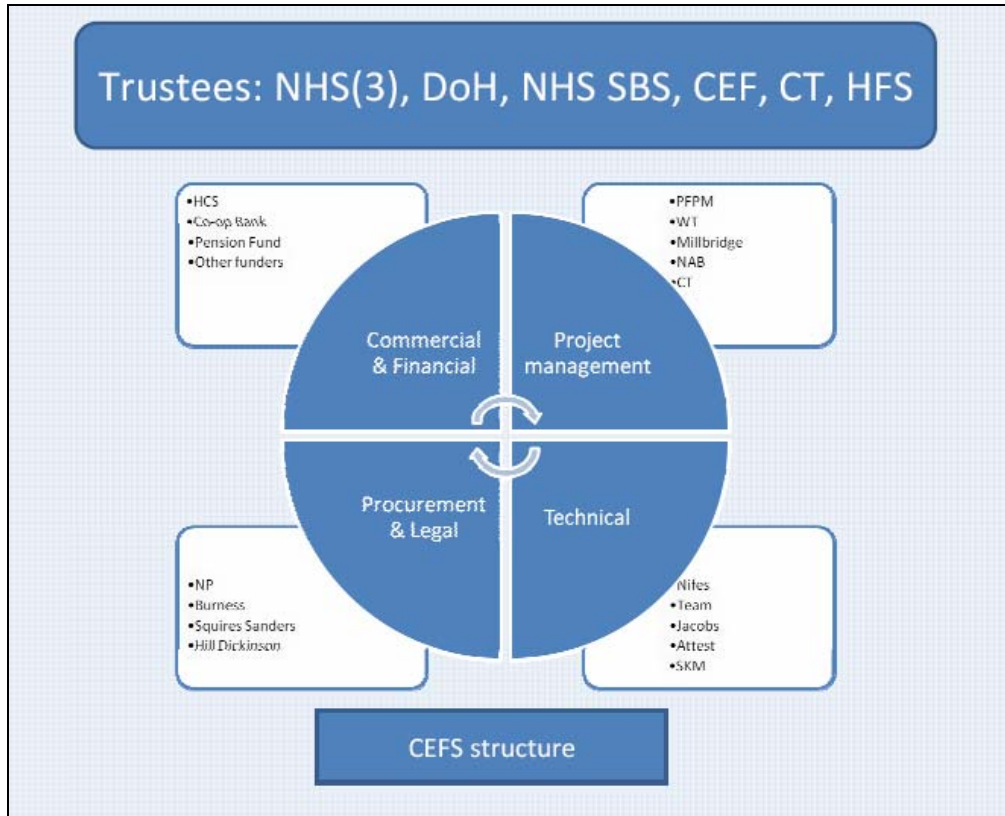 Trustees: NHS(3), DoH, NHS SBS, CEF, CT, HFS
•HCS
•Co-op Bank
•Pension Fund
•Other funders
•PFPM
•WT
•Millbridge
•NAB
•CT
Commercial
& Financial
Project
management
Procurement
& Legal
Technical
•NP
•Burness
•Squires Sanders
•Hill Dickinson
Nifes
•Team
•Jacobs
•Attest
•SKM
CEFS structure